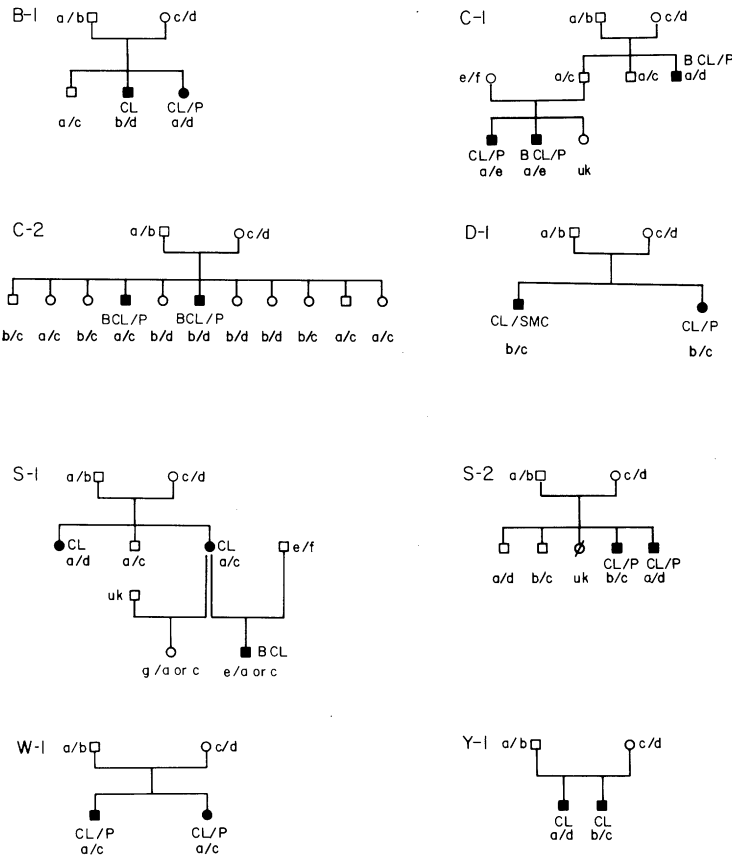 B-1
a/b c/d
CL CL/P
a/c b/d a/d
C-1
a/b c/d
B CL/P
e/f a/c a/c a/d
CL/P B CL/P
a/e a/e uk
C-2
a/b c/d
BCL/P BCL/P
b/c a/c b/c a/c b/d b/d b/d b/d b/c a/c a/c
D-1
a/b c/d
CL/SMC CL/P
b/c b/c
S-1
a/b c/d
CL CL e/f
a/d a/c a/c
uk
B CL
g/a or c e/a or c
S-2
a/b c/d
CL/P CL/P
a/d b/c uk b/c a/d
W-1
a/b c/d
CL/P CL/P
a/c a/c
Y-1
a/b c/d
CL CL
a/d b/c